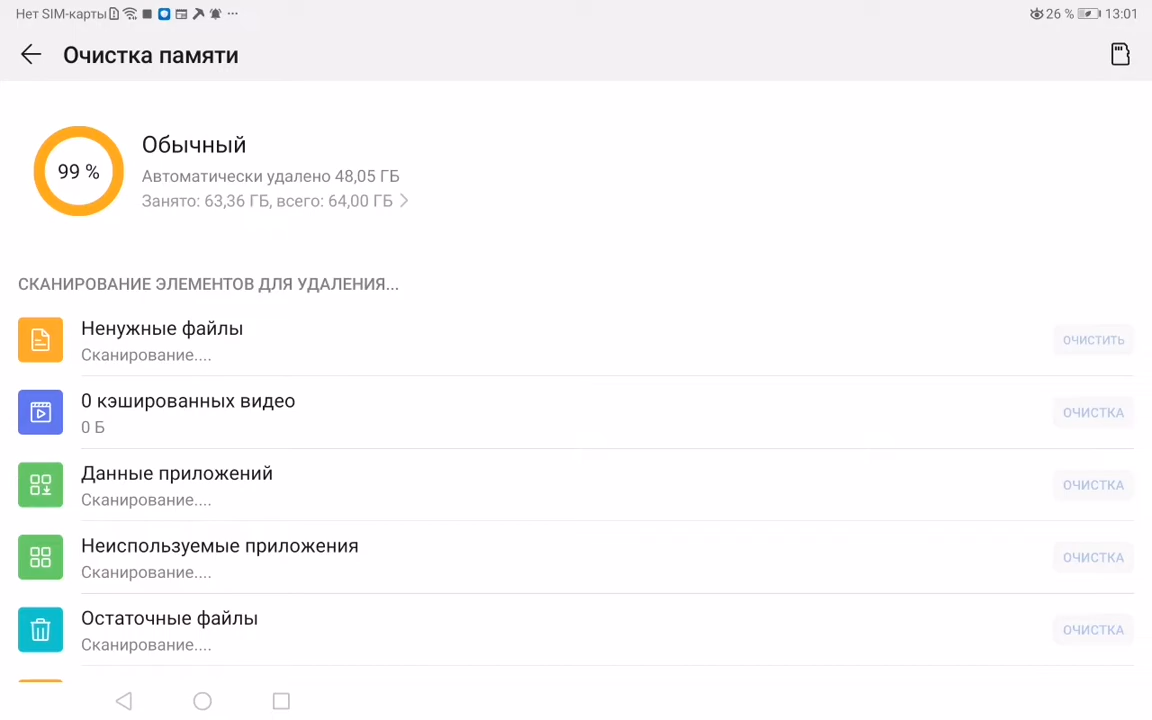 Нет SIM-карты 26 % 13:01
Очистка памяти
99 %
Обычный
Автоматически удалено 48,05 ГБ
Занято: 63,36 ГБ, всего: 64,00 ГБ
СКАНИРОВАНИЕ ЭЛЕМЕНТОВ ДЛЯ УДАЛЕНИЯ...
Ненужные файлы
Сканирование....
ОЧИСТИТЬ
0 кэшированных видео
0 Б
ОЧИСТКА
Данные приложений
Сканирование....
ОЧИСТКА
Неиспользуемые приложения
Сканирование....
ОЧИСТКА
Остаточные файлы
Сканирование....
ОЧИСТКА